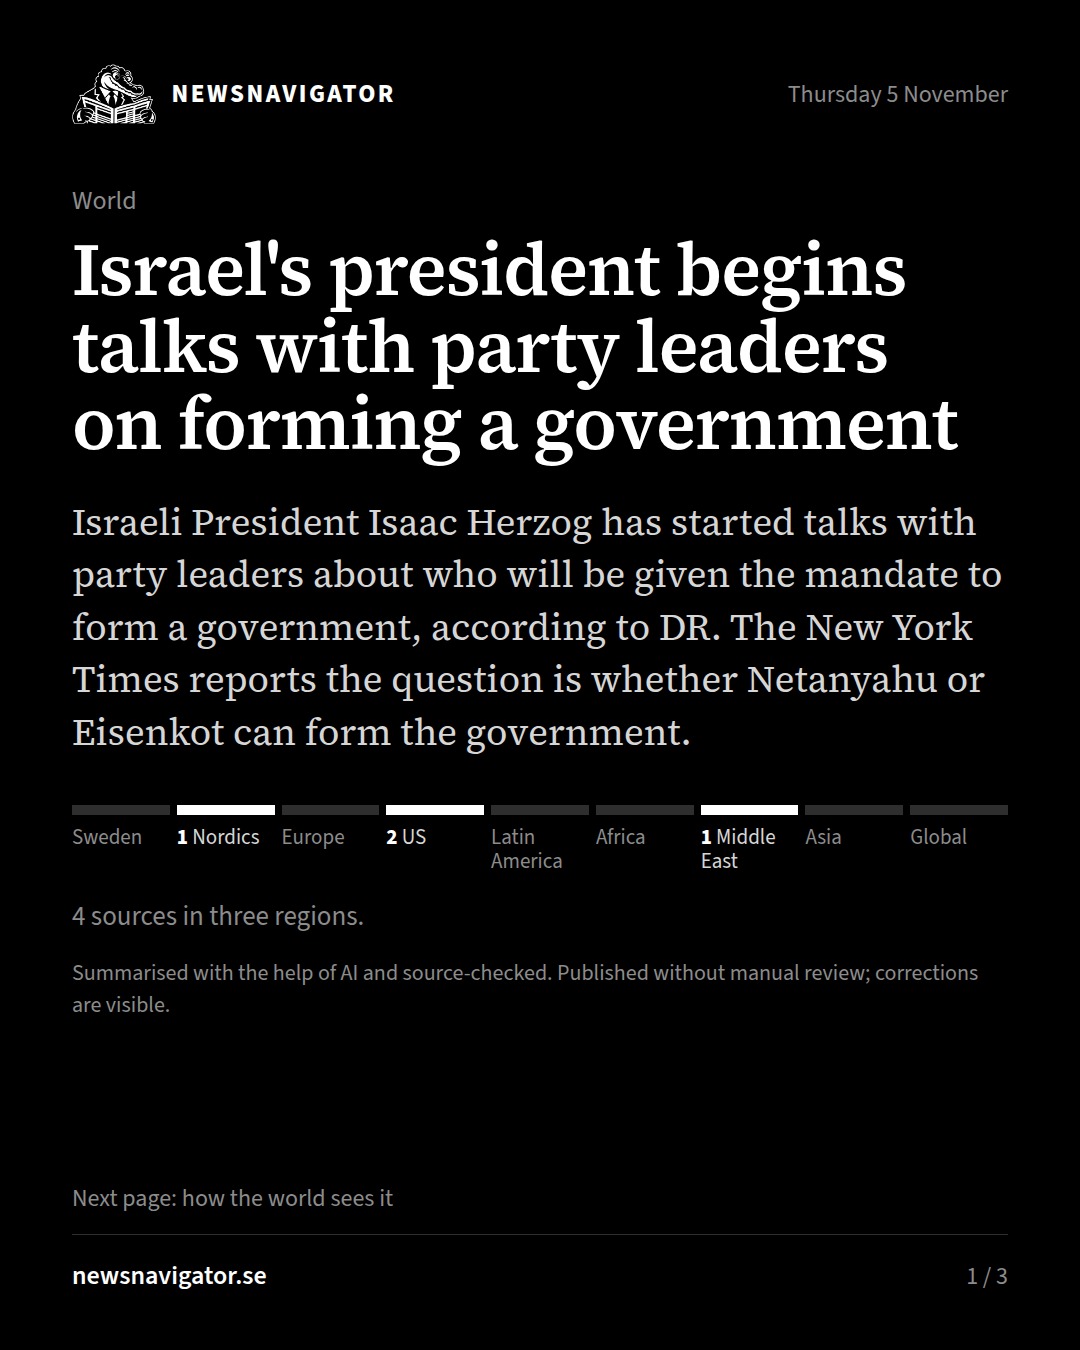 NEWSNAVIGATOR
Thursday 5 November
World
Israel's president begins
talks with party leaders
on forming a government
Israeli President Isaac Herzog has started talks with
party leaders about who will be given the mandate to
form a government, according to DR. The New York
Times reports the question is whether Netanyahu or
Eisenkot can form the government.
Sweden
1 Nordics
Europe
2 US
Latin
America
Africa
1 Middle
East
Asia
Global
4 sources in three regions.
Summarised with the help of AI and source-checked. Published without manual review; corrections
are visible.
Next page: how the world sees it
newsnavigator.se
1 / 3